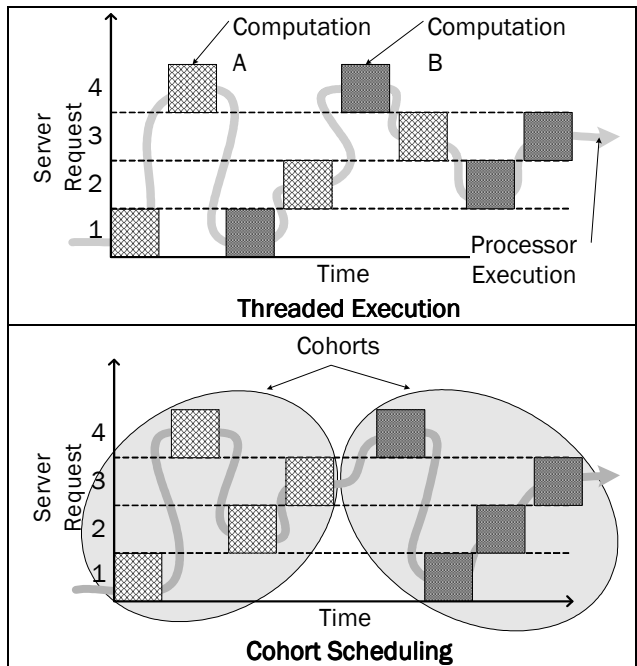 Computation
A
Computation
B
Server
Request
4
3
2
1
Processor
Execution
Time
Threaded Execution
Cohorts
Server
Request
4
3
2
1
Time
Cohort Scheduling